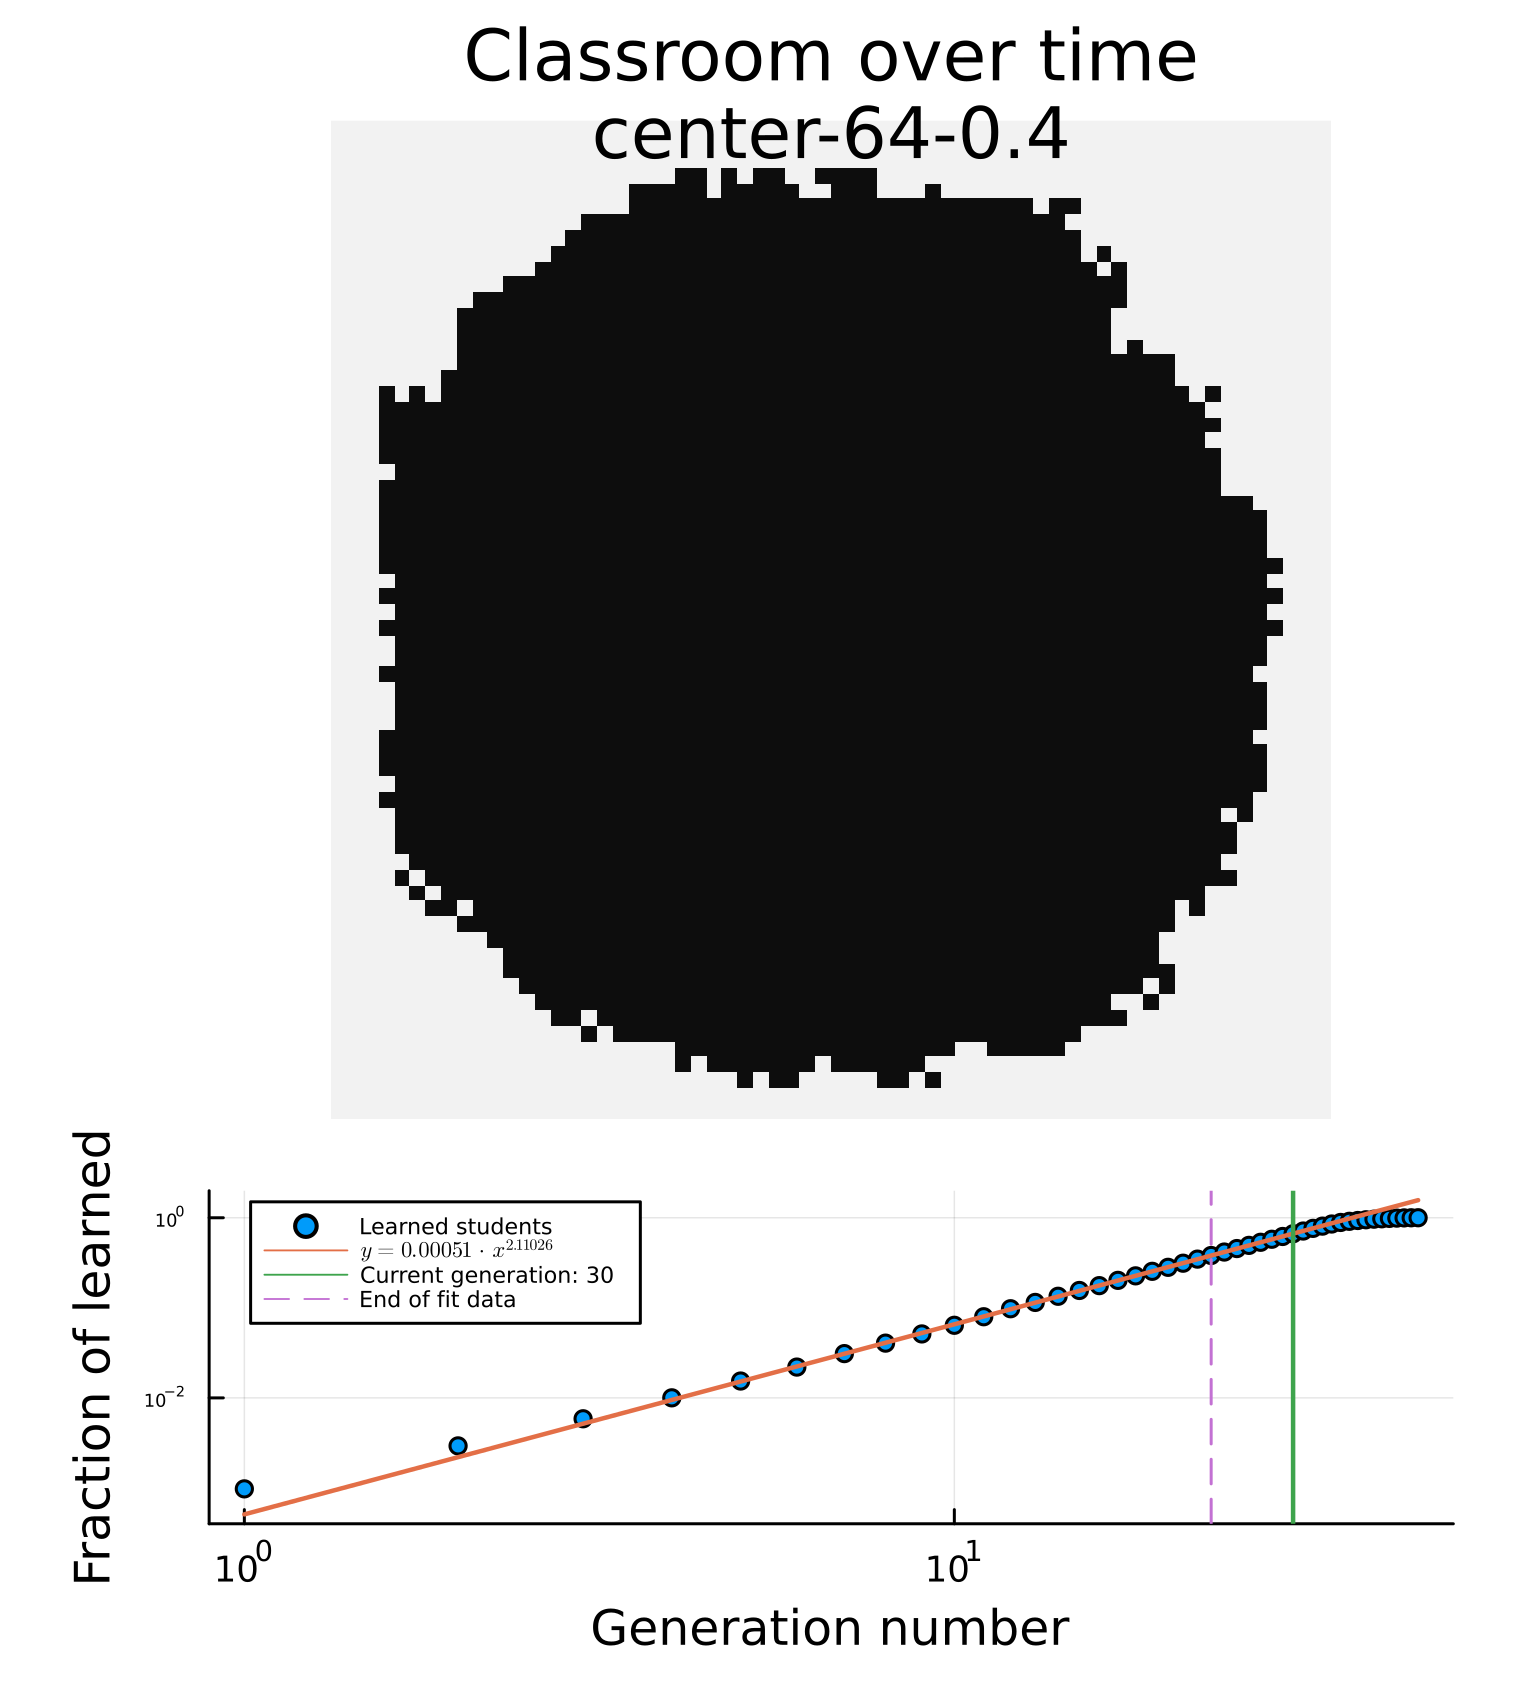 Classroom over time
center-64-0.4
Fraction of learned
10⁰
10⁻²
Learned students
y = 0.00051 · x²·¹¹⁰²⁶
Current generation: 30
End of fit data
10⁰
10¹
Generation number